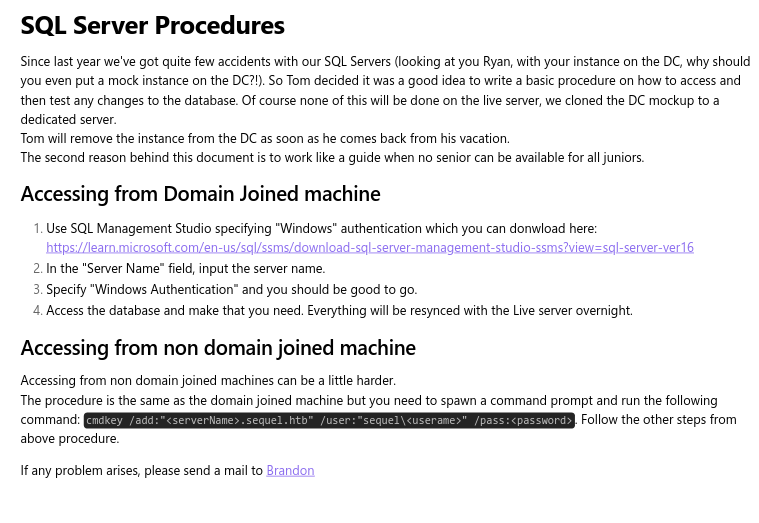 SQL Server Procedures
Since last year we've got quite few accidents with our SQL Servers (looking at you Ryan, with your instance on the DC, why should
you even put a mock instance on the DC?!). So Tom decided it was a good idea to write a basic procedure on how to access and
then test any changes to the database. Of course none of this will be done on the live server, we cloned the DC mockup to a
dedicated server.
Tom will remove the instance from the DC as soon as he comes back from his vacation.
The second reason behind this document is to work like a guide when no senior can be available for all juniors.
Accessing from Domain Joined machine
1. Use SQL Management Studio specifying "Windows" authentication which you can donwload here:
https://learn.microsoft.com/en-us/sql/ssms/download-sql-server-management-studio-ssms?view=sql-server-ver16
2. In the "Server Name" field, input the server name.
3. Specify "Windows Authentication" and you should be good to go.
4. Access the database and make that you need. Everything will be resynced with the Live server overnight.
Accessing from non domain joined machine
Accessing from non domain joined machines can be a little harder.
The procedure is the same as the domain joined machine but you need to spawn a command prompt and run the following
command: cmdkey /add:"<serverName>.sequel.htb" /user:"sequel\<userame>" /pass:<password>. Follow the other steps from
above procedure.
If any problem arises, please send a mail to Brandon